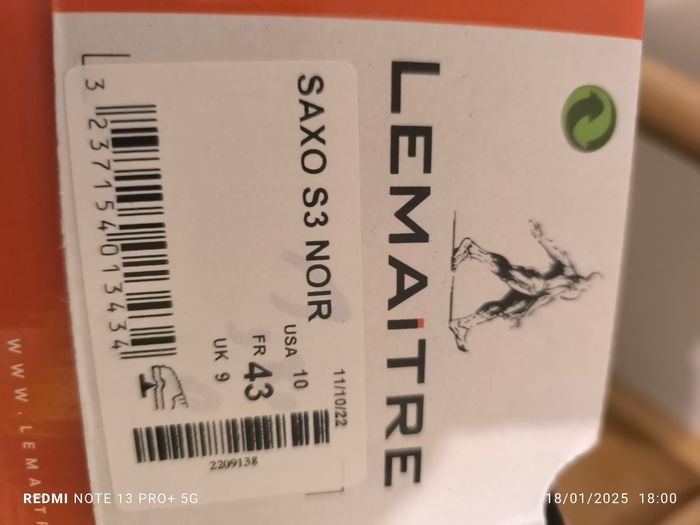 LEMAITRE
SAXO S3 NOIR
11/10/22
USA 10
FR 43
UK 9
2209138
3 237154 013434
WWW.LEMAIT
REDMI NOTE 13 PRO+ 5G
18/01/2025 18:00